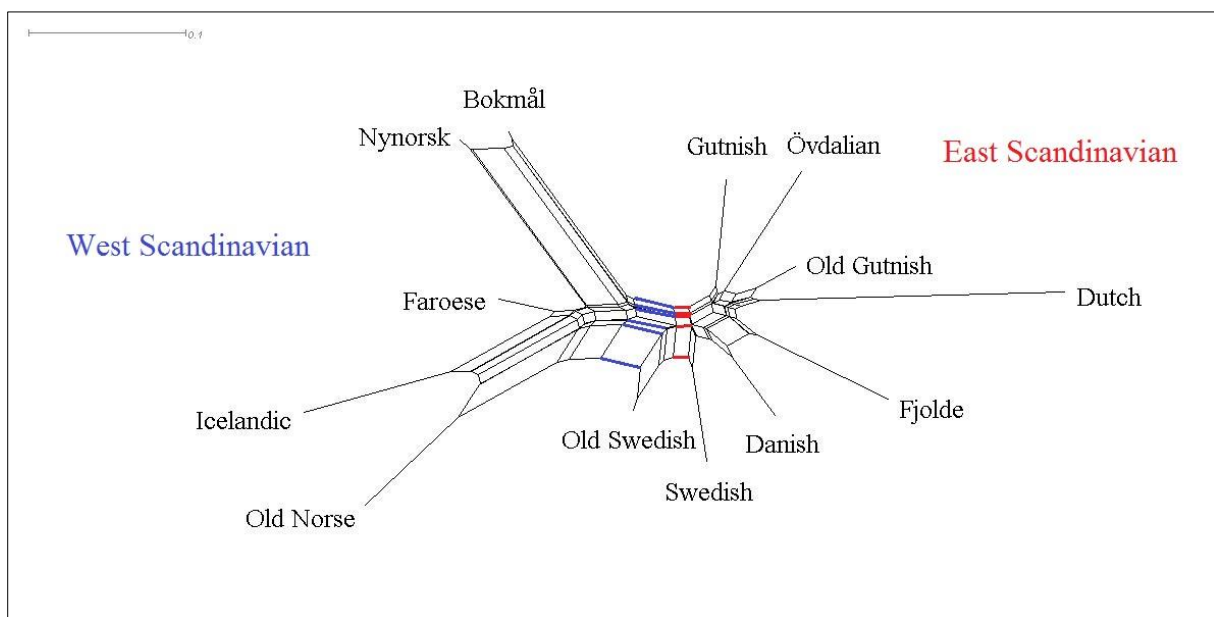 0.1
Bokmål
Nynorsk
Gutnish
Övdalian
East Scandinavian
West Scandinavian
Old Gutnish
Faroese
Dutch
Icelandic
Fjolde
Old Swedish
Danish
Swedish
Old Norse